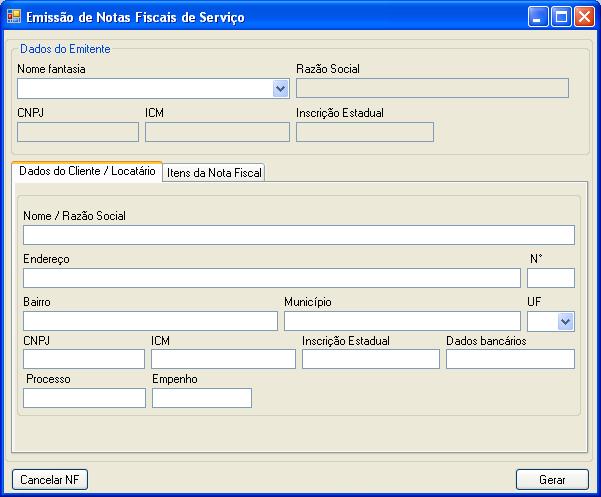 Emissão de Notas Fiscais de Serviço
Dados do Emitente
Nome fantasia Razão Social
CNPJ ICM Inscrição Estadual
Dados do Cliente / Locatário Itens da Nota Fiscal
Nome / Razão Social
Endereço N°
Bairro Município UF
CNPJ ICM Inscrição Estadual Dados bancários
Processo Empenho
Cancelar NF Gerar